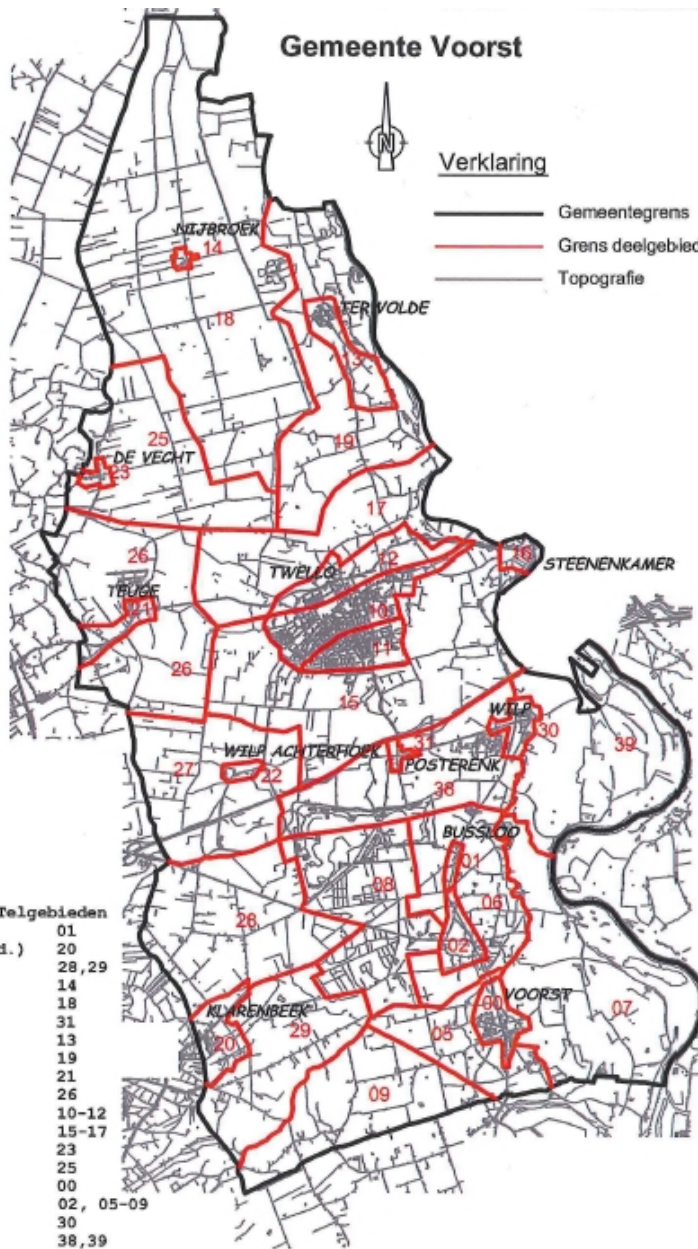 Gemeente Voorst
N
Verklaring
Gemeentegrens
Grens deelgebied
Topografie
NIJBROEK
14
18
TERWOLDE
13
19
25
DE VECHT
23
17
26
TEUGE
21
26
TWELLO
12
10
11
16
STEENENKAMER
15
WILP
30
39
WILP ACHTERHOEK
31
POSTERENK
27
22
38
BUSSLOO
01
08
06
28
02
KLARENBEEK
20
29
00
VOORST
05
07
09
Telgebieden
01
d.) 20
28,29
14
18
31
13
19
21
26
10-12
15-17
23
25
00
02, 05-09
30
38,39